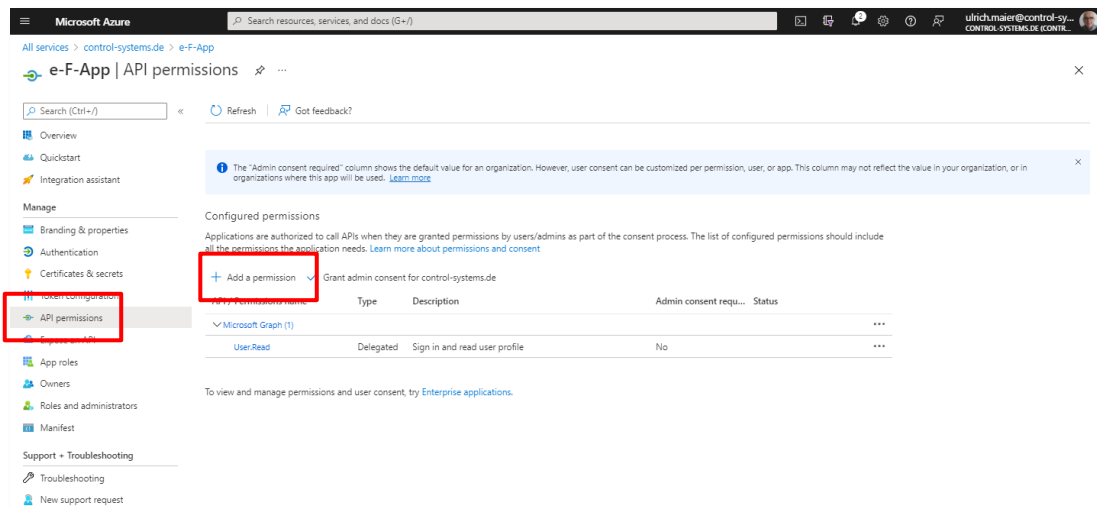 Microsoft Azure
Search resources, services, and docs (G+/)
2
ulrich.maier@control-sy...
CONTROL-SYSTEMS.DE (CONTR...
All services > control-systems.de > e-F-App
e-F-App | API permissions
Search (Ctrl+/)
Refresh
Got feedback?
Overview
Quickstart
Integration assistant
The "Admin consent required" column shows the default value for an organization. However, user consent can be customized per permission, user, or app. This column may not reflect the value in your organization, or in
organizations where this app will be used. Learn more
Manage
Branding & properties
Authentication
Certificates & secrets
Token configuration
API permissions
Expose an API
App roles
Owners
Roles and administrators
Manifest
Support + Troubleshooting
Troubleshooting
New support request
Configured permissions
Applications are authorized to call APIs when they are granted permissions by users/admins as part of the consent process. The list of configured permissions should include
all the permissions the application needs. Learn more about permissions and consent
Add a permission
Grant admin consent for control-systems.de
API / Permissions name
Type
Description
Admin consent requ...
Status
Microsoft Graph (1)
User.Read
Delegated
Sign in and read user profile
No
To view and manage permissions and user consent, try Enterprise applications.